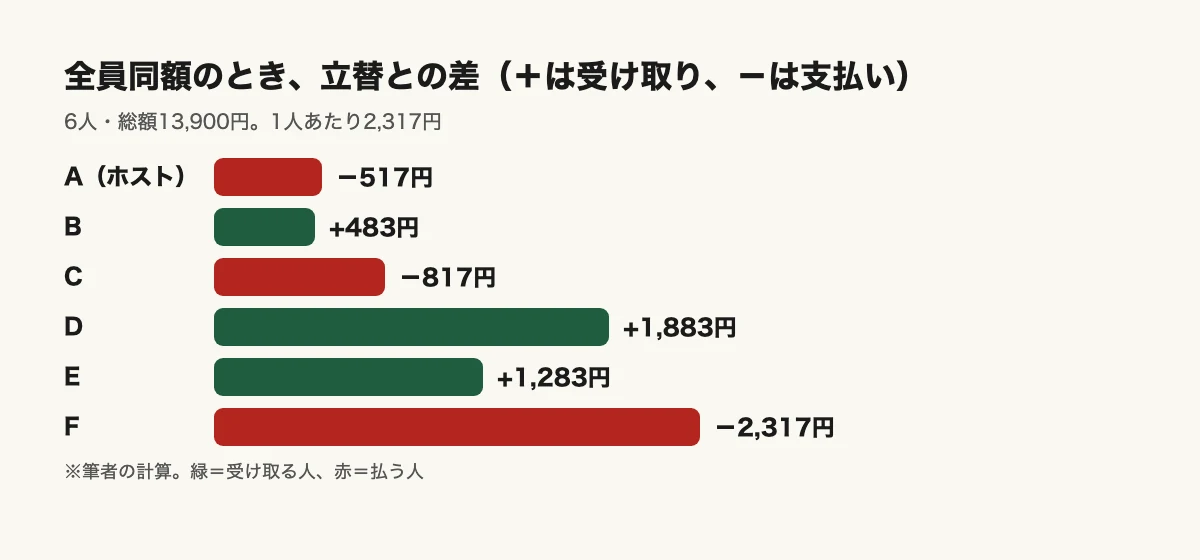 全員同額のとき、立替との差（＋は受け取り、－は支払い）
6人・総額13,900円。1人あたり2,317円
A（ホスト） －517円
B +483円
C －817円
D +1,883円
E +1,283円
F －2,317円
※筆者の計算。緑＝受け取る人、赤＝払う人